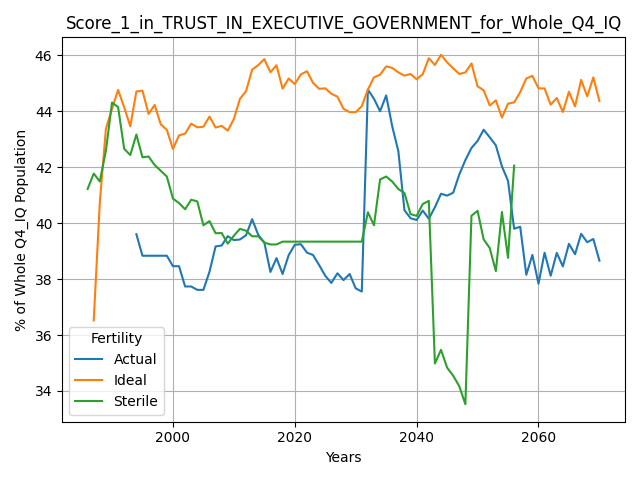 Score_1_in_TRUST_IN_EXECUTIVE_GOVERNMENT_for_Whole_Q4_IQ
% of Whole Q4_IQ Population
46
44
42
40
38
36
34
Fertility
Actual
Ideal
Sterile
2000 2020 2040 2060
Years